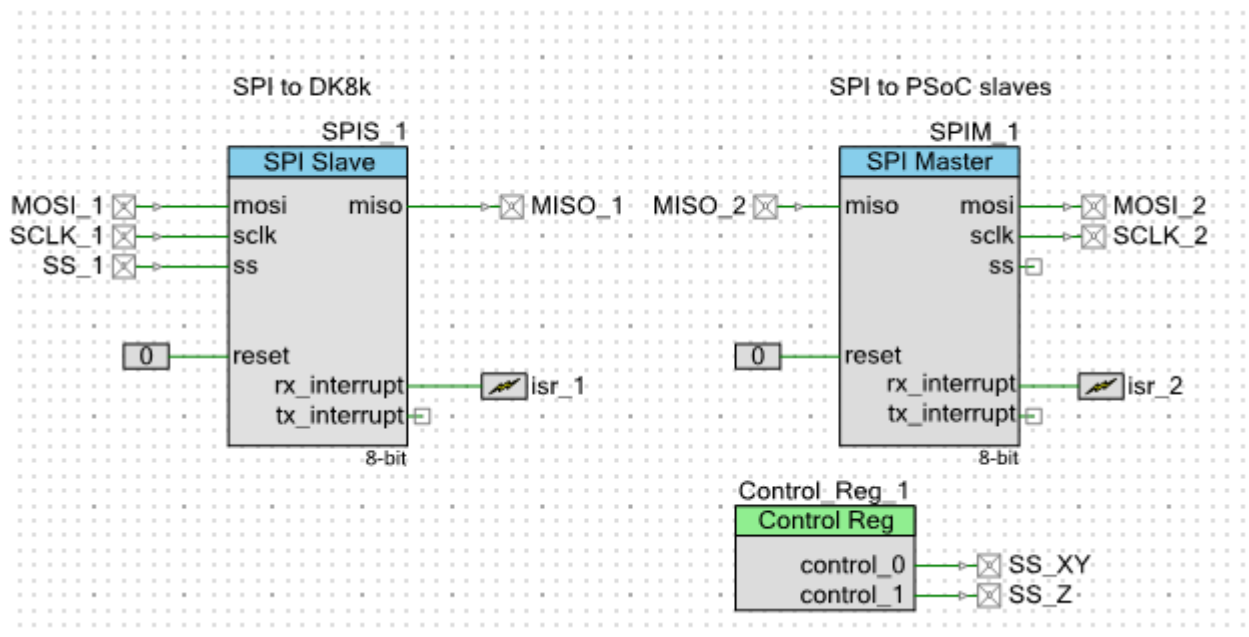 SPI to DK8k
SPIS_1
SPI Slave
MOSI_1
mosi
miso
MISO_1
SCLK_1
sclk
SS_1
ss
0
reset
rx_interrupt
isr_1
tx_interrupt
8-bit
SPI to PSoC slaves
SPIM_1
SPI Master
MISO_2
miso
mosi
MOSI_2
sclk
SCLK_2
ss
0
reset
rx_interrupt
isr_2
tx_interrupt
8-bit
Control_Reg_1
Control Reg
control_0
SS_XY
control_1
SS_Z